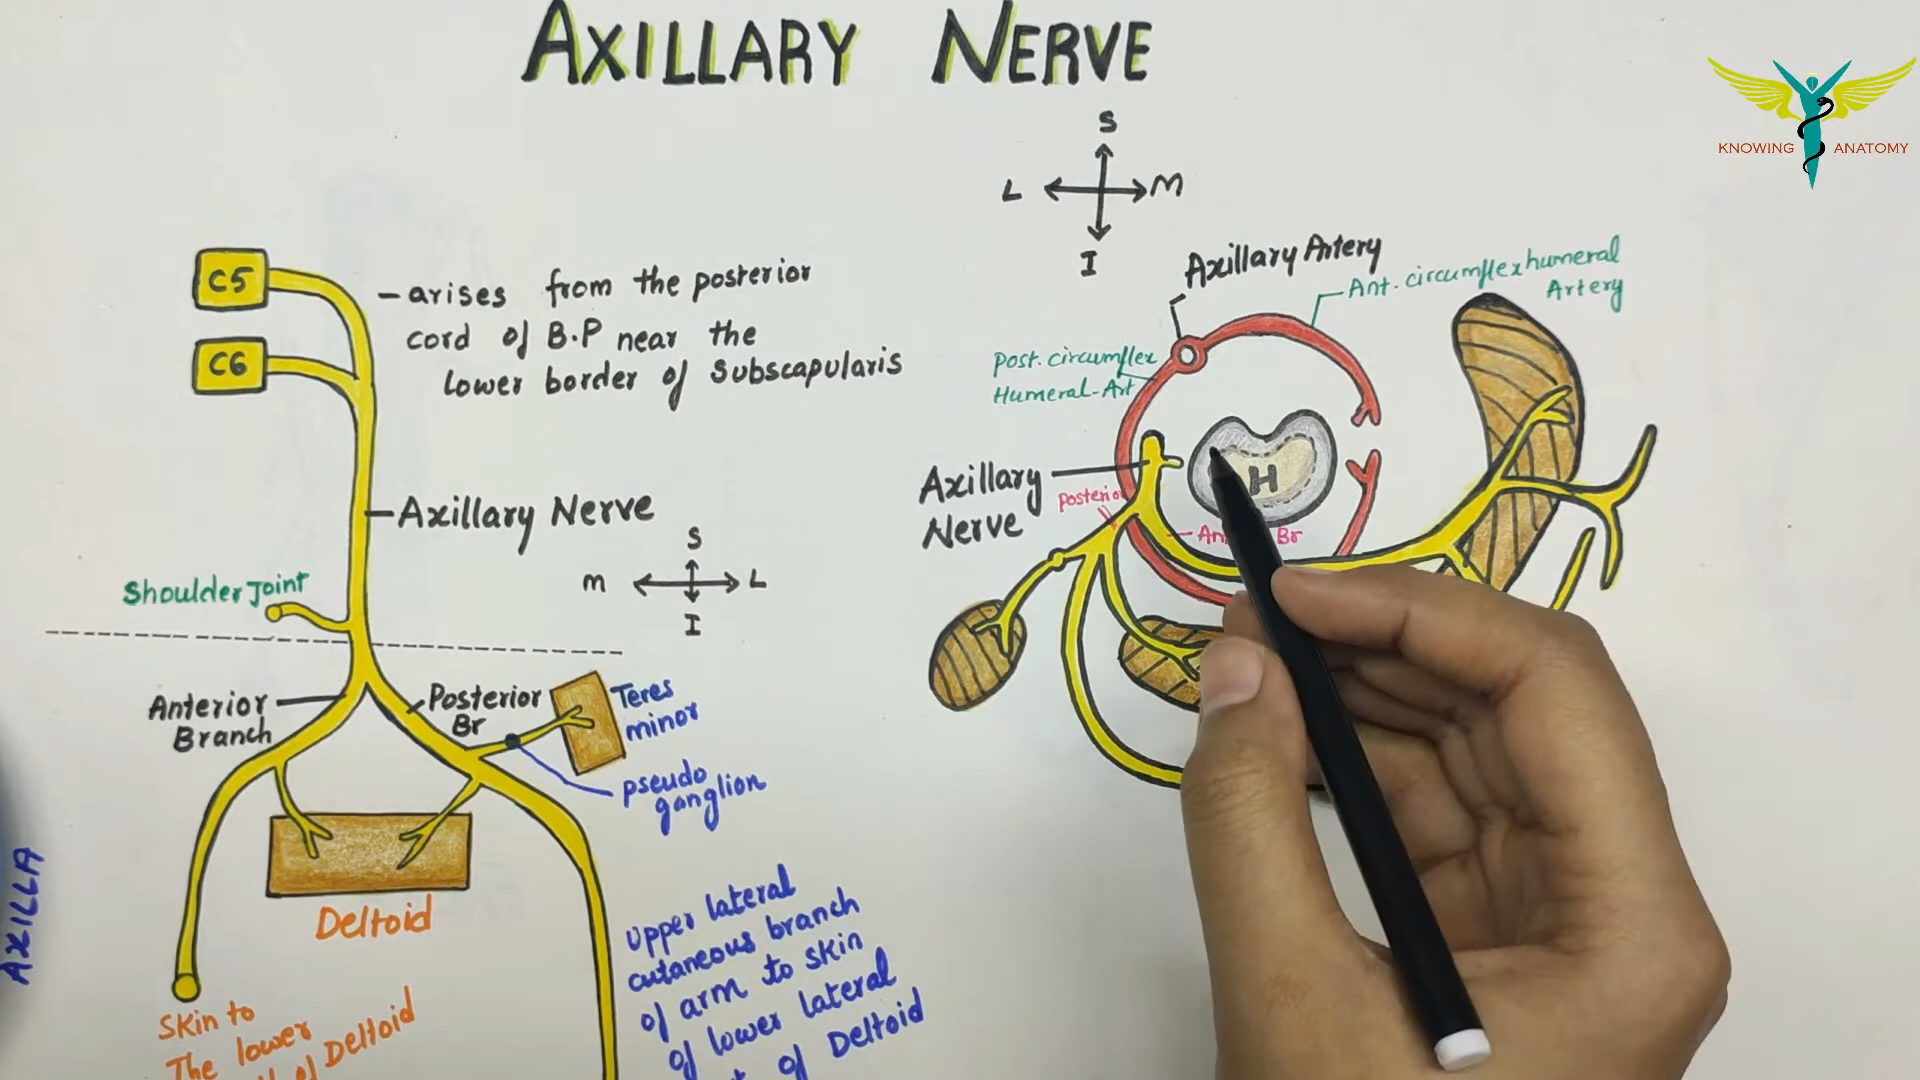 AXILLARY NERVE
KNOWING ANATOMY
S
L M
I
C5
C6
- arises from the posterior
cord of B.P near the
lower border of Subscapularis
Axillary Nerve
S
m L
I
Shoulder Joint
Anterior
Branch
Posterior
Br
Teres
minor
pseudo
ganglion
Deltoid
Skin to
The lower
of Deltoid
Upper lateral
cutaneous branch
of arm to skin
of lower lateral
of Deltoid
AXILLA
Axillary Artery
Ant. circumflex humeral
Artery
Post. circumflex
Humeral-Art
Axillary
Nerve
Posterior
H
Br